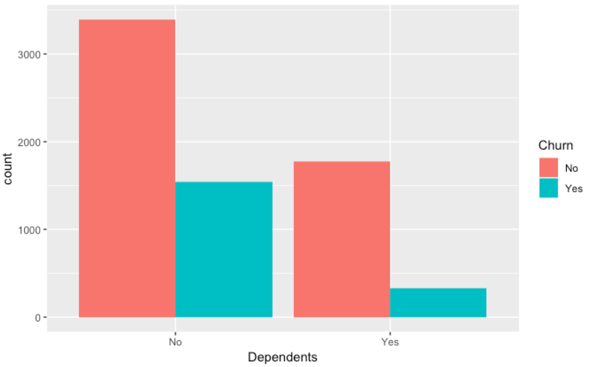 3000
2000
1000
0
count
No
Yes
Dependents
Churn
No
Yes